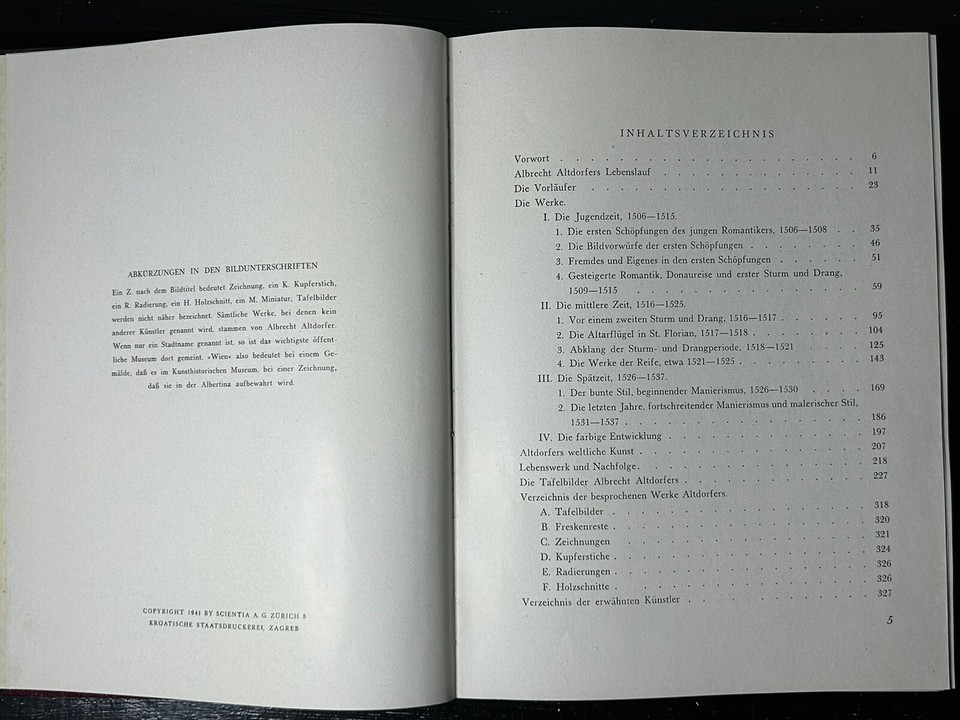 ABKÜRZUNGEN IN DEN BILDUNTERSCHRIFTEN
Ein Z. nach dem Bildtitel bedeutet Zeichnung, ein K. Kupferstich,
ein R. Radierung, ein H. Holzschnitt, ein M. Miniatur, Tafelbilder
werden nicht näher bezeichnet. Sämtliche Werke, bei denen kein
anderer Künstler genannt wird, stammen von Albrecht Altdorfer.
Wenn nur ein Stadtname genannt ist, so ist das wichtigste öffent-
liche Museum dort gemeint. »Wien« also bedeutet bei einem Ge-
mälde, daß es im Kunsthistorischen Museum, bei einer Zeichnung,
daß sie in der Albertina aufbewahrt wird.
COPYRIGHT 1941 BY SCIENTIA A. G. ZÜRICH 8
KROATISCHE STAATSDRUCKEREI, ZAGREB
INHALTSVERZEICHNIS
Vorwort . . . . . 6
Albrecht Altdorfers Lebenslauf . . . . . 11
Die Vorläufer . . . . . 23
Die Werke.
I. Die Jugendzeit, 1506—1515.
1. Die ersten Schöpfungen des jungen Romantikers, 1506—1508 . . 35
2. Die Bildvorwürfe der ersten Schöpfungen . . . . . 46
3. Fremdes und Eigenes in den ersten Schöpfungen . . . . . 51
4. Gesteigerte Romantik, Donaureise und erster Sturm und Drang,
1509—1515 . . . . . 59
II. Die mittlere Zeit, 1516—1525.
1. Vor einem zweiten Sturm und Drang, 1516—1517 . . . . . 95
2. Die Altarflügel in St. Florian, 1517—1518 . . . . . 104
3. Abklang der Sturm- und Drangperiode, 1518—1521 . . . . 125
4. Die Werke der Reife, etwa 1521—1525 . . . . . 143
III. Die Spätzeit, 1526—1537.
1. Der bunte Stil, beginnender Manierismus, 1526—1530 . . . . 169
2. Die letzten Jahre, fortschreitender Manierismus und malerischer Stil,
1531—1537 . . . . . 186
IV. Die farbige Entwicklung . . . . . 197
Altdorfers weltliche Kunst . . . . . 207
Lebenswerk und Nachfolge. . . . . . 218
Die Tafelbilder Albrecht Altdorfers . . . . . 227
Verzeichnis der besprochenen Werke Altdorfers.
A. Tafelbilder . . . . . 318
B. Freskenreste . . . . . 320
C. Zeichnungen . . . . . 321
D. Kupferstiche . . . . . 324
E. Radierungen . . . . . 326
F. Holzschnitte . . . . . 326
Verzeichnis der erwähnten Künstler . . . . . 327
5